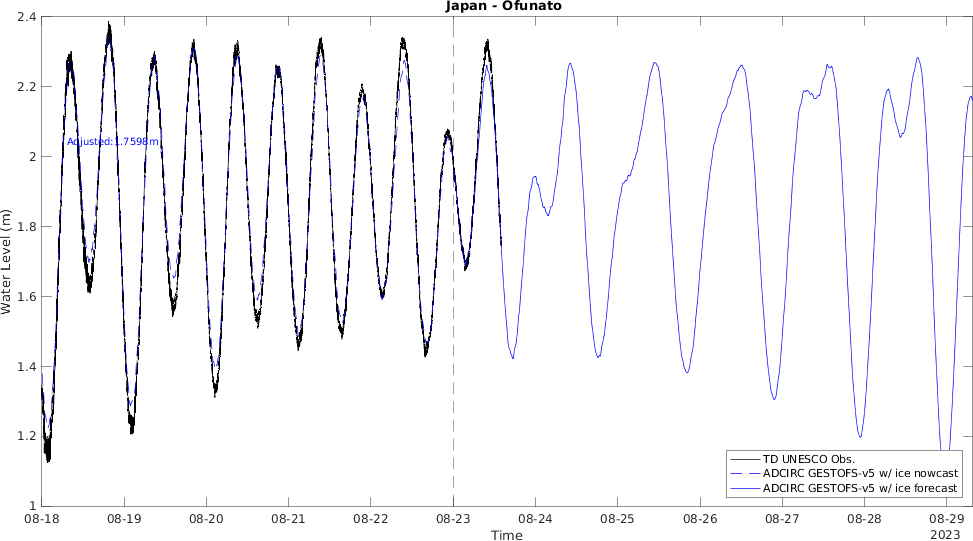 Japan - Ofunato
2.4
2.2
2
1.8
1.6
1.4
1.2
1
Water Level (m)
Adjusted:1.7598m
TD UNESCO Obs.
ADCIRC GESTOFS-v5 w/ ice nowcast
ADCIRC GESTOFS-v5 w/ ice forecast
08-18 08-19 08-20 08-21 08-22 08-23 08-24 08-25 08-26 08-27 08-28 08-29
2023
Time